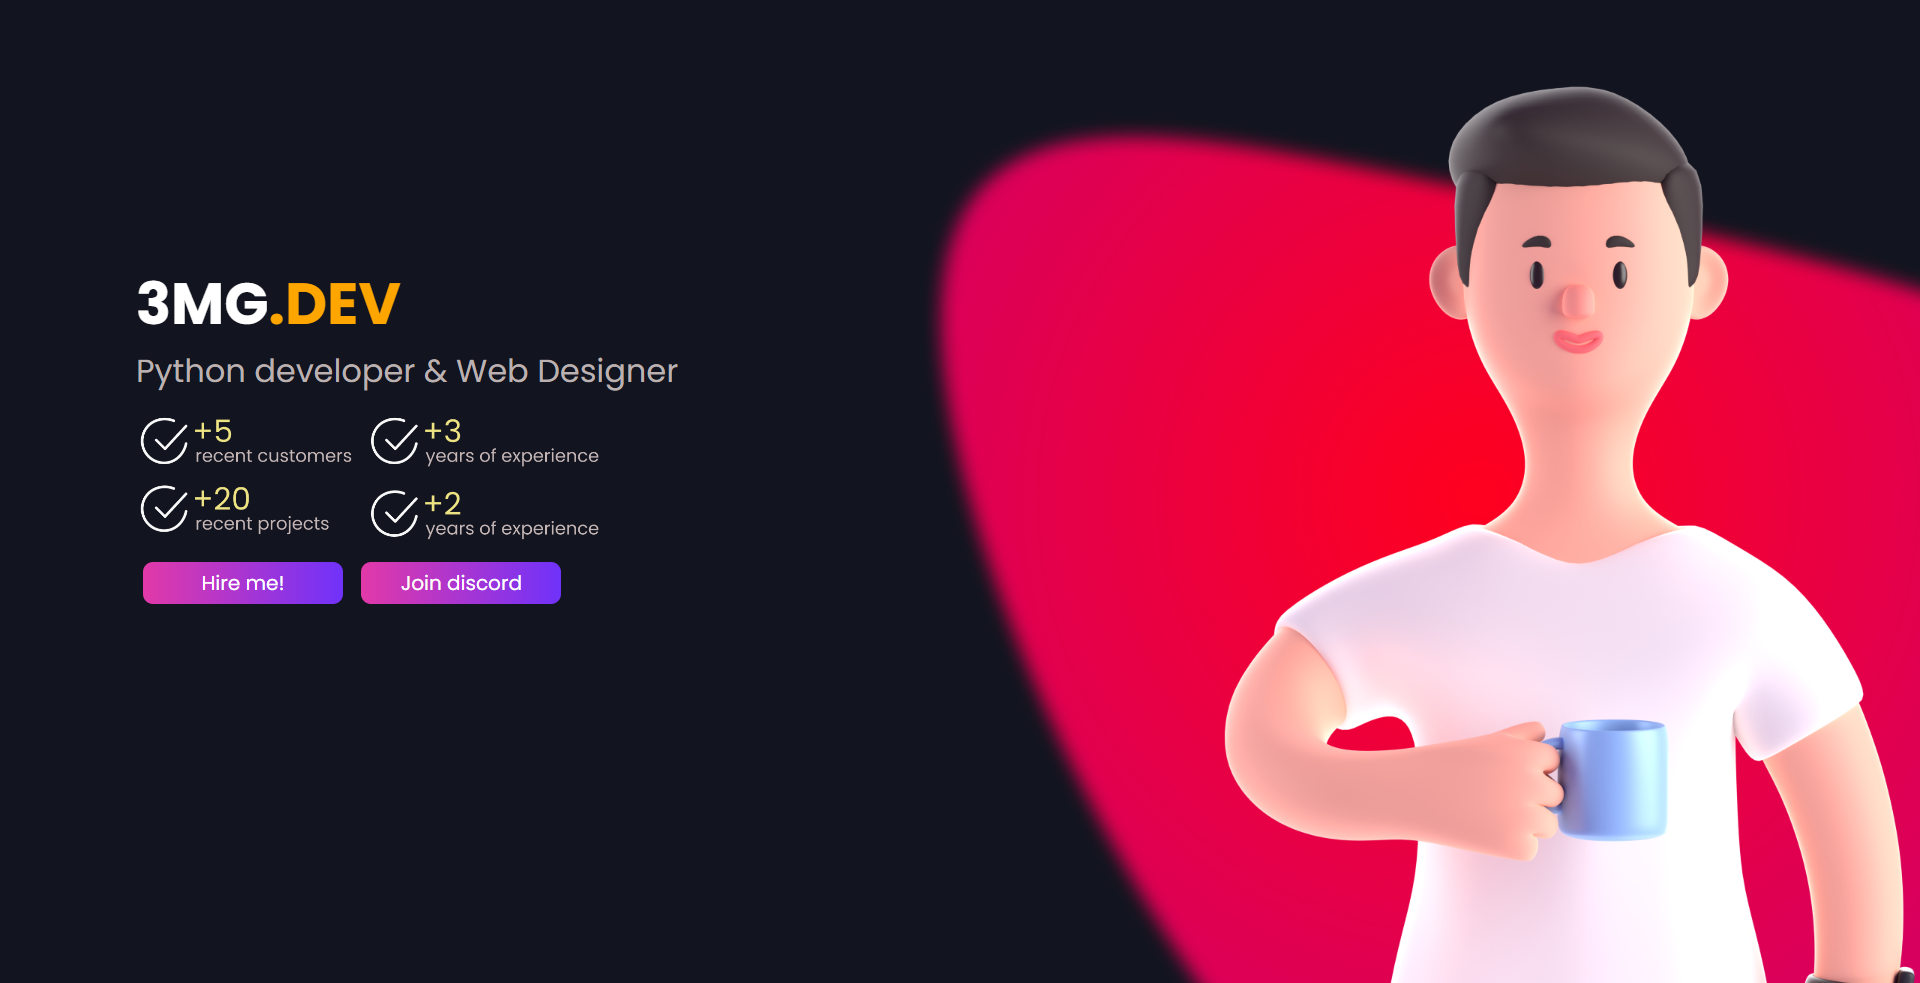 3MG.DEV
Python developer & Web Designer
+5
recent customers
+3
years of experience
+20
recent projects
+2
years of experience
Hire me!
Join discord